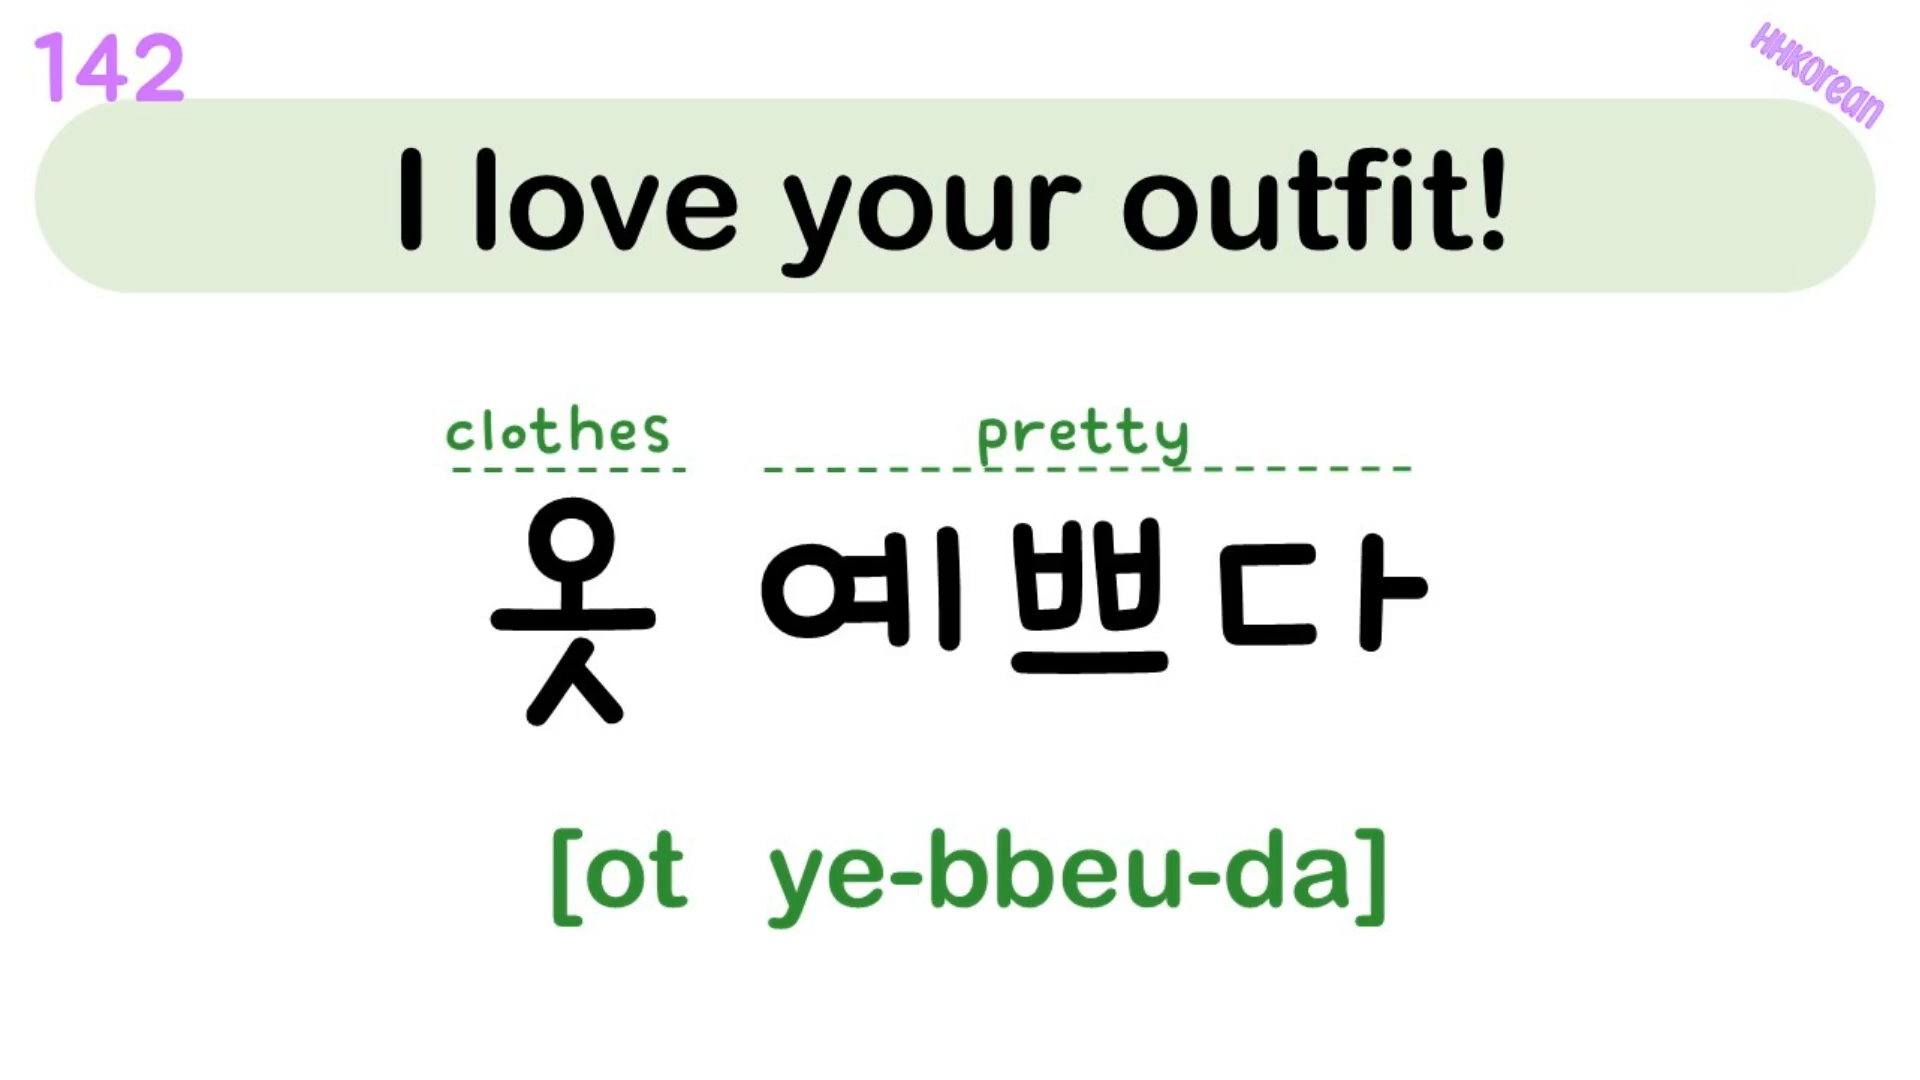 142
HHKorean
I love your outfit!
clothes pretty
옷 예쁘다
[ot ye-bbeu-da]